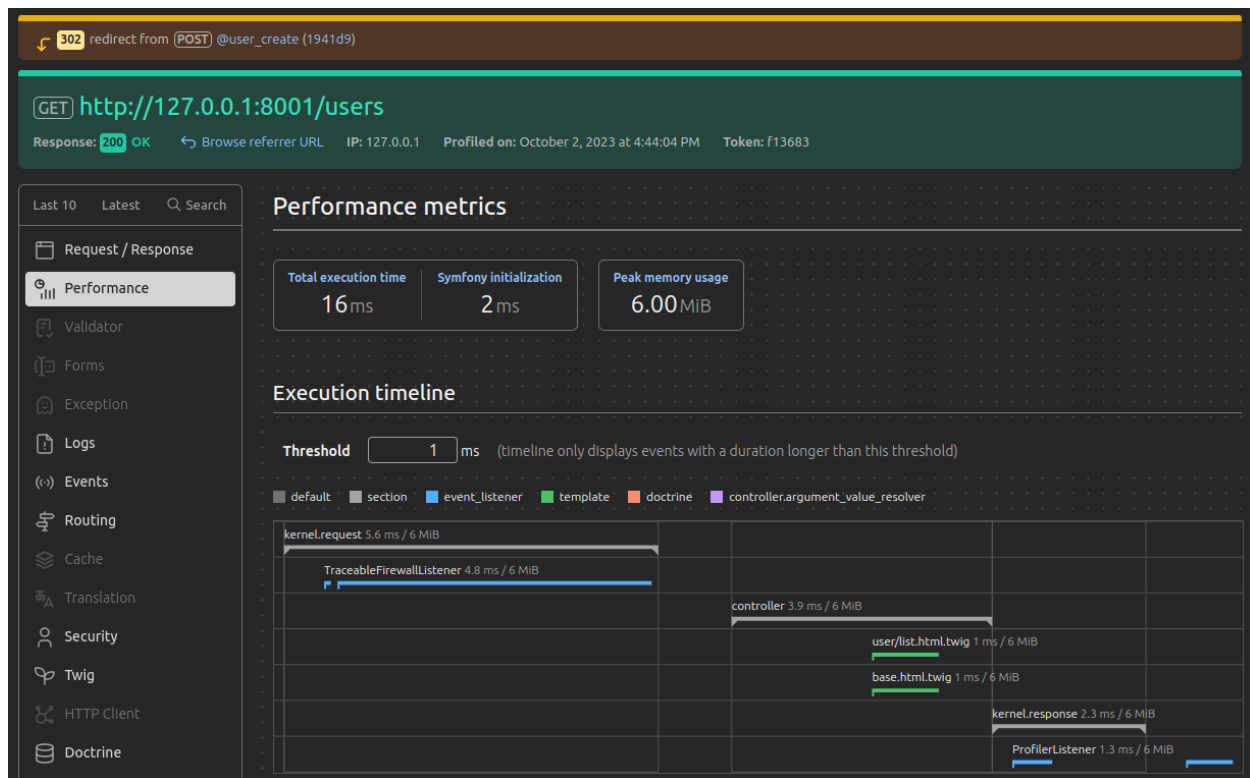 302 redirect from POST @user_create (1941d9)
GET http://127.0.0.1:8001/users
Response: 200 OK Browse referrer URL IP: 127.0.0.1 Profiled on: October 2, 2023 at 4:44:04 PM Token: f13683
Last 10 Latest Search
Request / Response
Performance
Validator
Forms
Exception
Logs
Events
Routing
Cache
Translation
Security
Twig
HTTP Client
Doctrine
Performance metrics
Total execution time Symfony initialization Peak memory usage
16 ms 2 ms 6.00 MiB
Execution timeline
Threshold 1 ms (timeline only displays events with a duration longer than this threshold)
default section event_listener template doctrine controller.argument_value_resolver
kernel.request 5.6 ms / 6 MiB
TraceableFirewallListener 4.8 ms / 6 MiB
controller 3.9 ms / 6 MiB
user/list.html.twig 1 ms / 6 MiB
base.html.twig 1 ms / 6 MiB
kernel.response 2.3 ms / 6 MiB
ProfilerListener 1.3 ms / 6 MiB